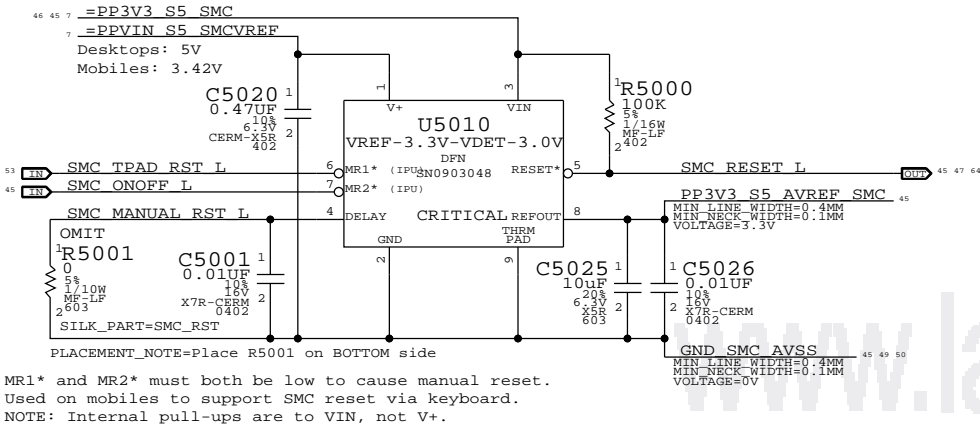 46 45 7 =PP3V3_S5_SMC
7 =PPVIN_S5_SMCVREF
Desktops: 5V
Mobiles: 3.42V
C5020 1
0.47UF
10%
6.3V
CERM-X5R 2
402
1
V+
3
VIN
U5010
VREF-3.3V-VDET-3.0V
DFN
SN0903048
CRITICAL
1 R5000
100K
5%
1/16W
MF-LF
2 402
53 IN SMC_TPAD_RST_L 6 MR1* (IPU)
45 IN SMC_ONOFF_L 7 MR2* (IPU)
SMC_MANUAL_RST_L 4 DELAY
RESET* 5 SMC_RESET_L OUT 45 47 64
REFOUT 8
PP3V3_S5_AVREF_SMC 45
MIN_LINE_WIDTH=0.4MM
MIN_NECK_WIDTH=0.1MM
VOLTAGE=3.3V
GND
2
THRM
PAD
9
OMIT
1 R5001
0
5%
1/10W
MF-LF
2 603
SILK_PART=SMC_RST
C5001 1
0.01UF
10%
16V
X7R-CERM 2
0402
C5025 1
10uF
20%
6.3V
X5R 2
603
1 C5026
0.01UF
10%
16V
2 X7R-CERM
0402
GND_SMC_AVSS 45 49 50
MIN_LINE_WIDTH=0.4MM
MIN_NECK_WIDTH=0.1MM
VOLTAGE=0V
PLACEMENT_NOTE=Place R5001 on BOTTOM side
MR1* and MR2* must both be low to cause manual reset.
Used on mobiles to support SMC reset via keyboard.
NOTE: Internal pull-ups are to VIN, not V+.
www.la